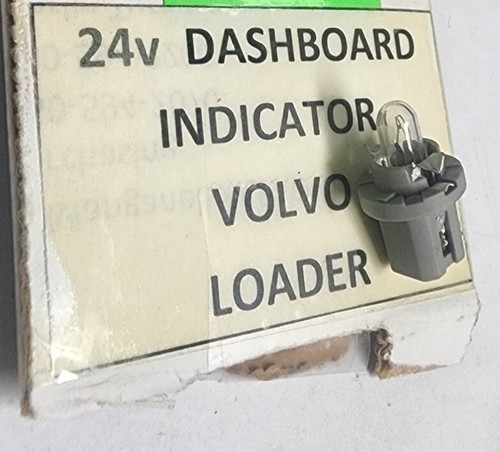 24v DASHBOARD
INDICATOR
VOLVO
LOADER